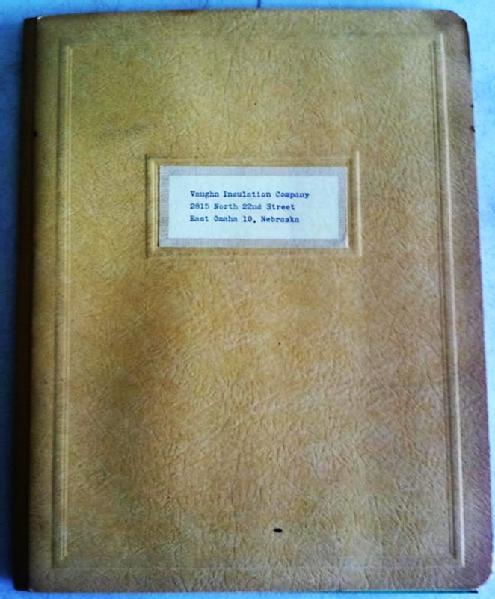 Vaughn Insulation Company
2815 North 22nd Street
East Omaha 10, Nebraska